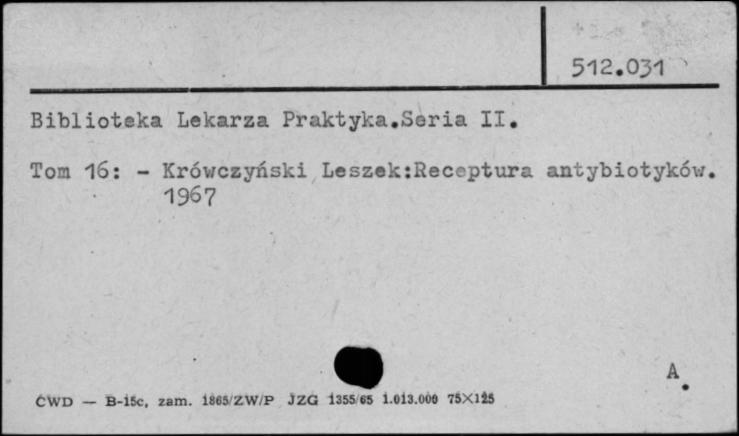 512.031
Biblioteka Lekarza Praktyka.Seria II.
Tom 16: - Krówczyński Leszek:Receptura antybiotyków.
1967
A.
CWD — B-15c, zam. 1865/ZW/P JZG 1355/65 1.013.000 75X125